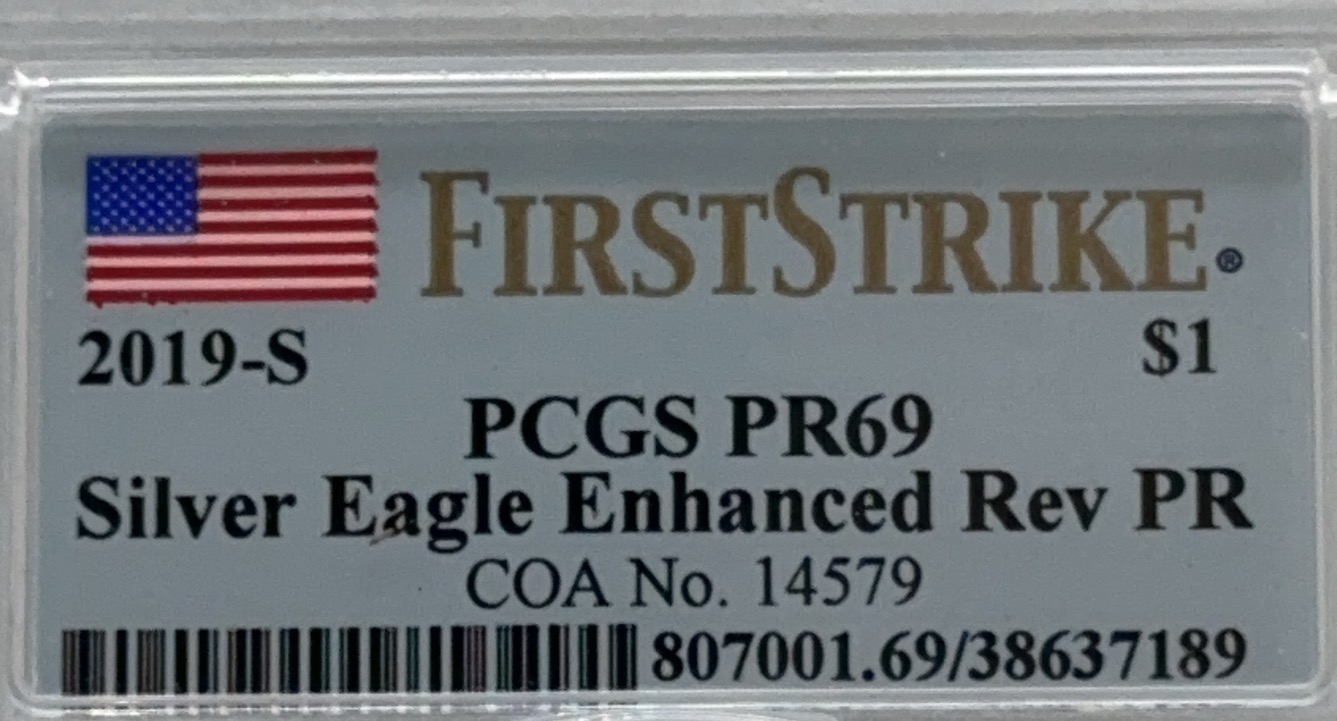 FIRSTSTRIKE®
2019-S $1
PCGS PR69
Silver Eagle Enhanced Rev PR
COA No. 14579
807001.69/38637189